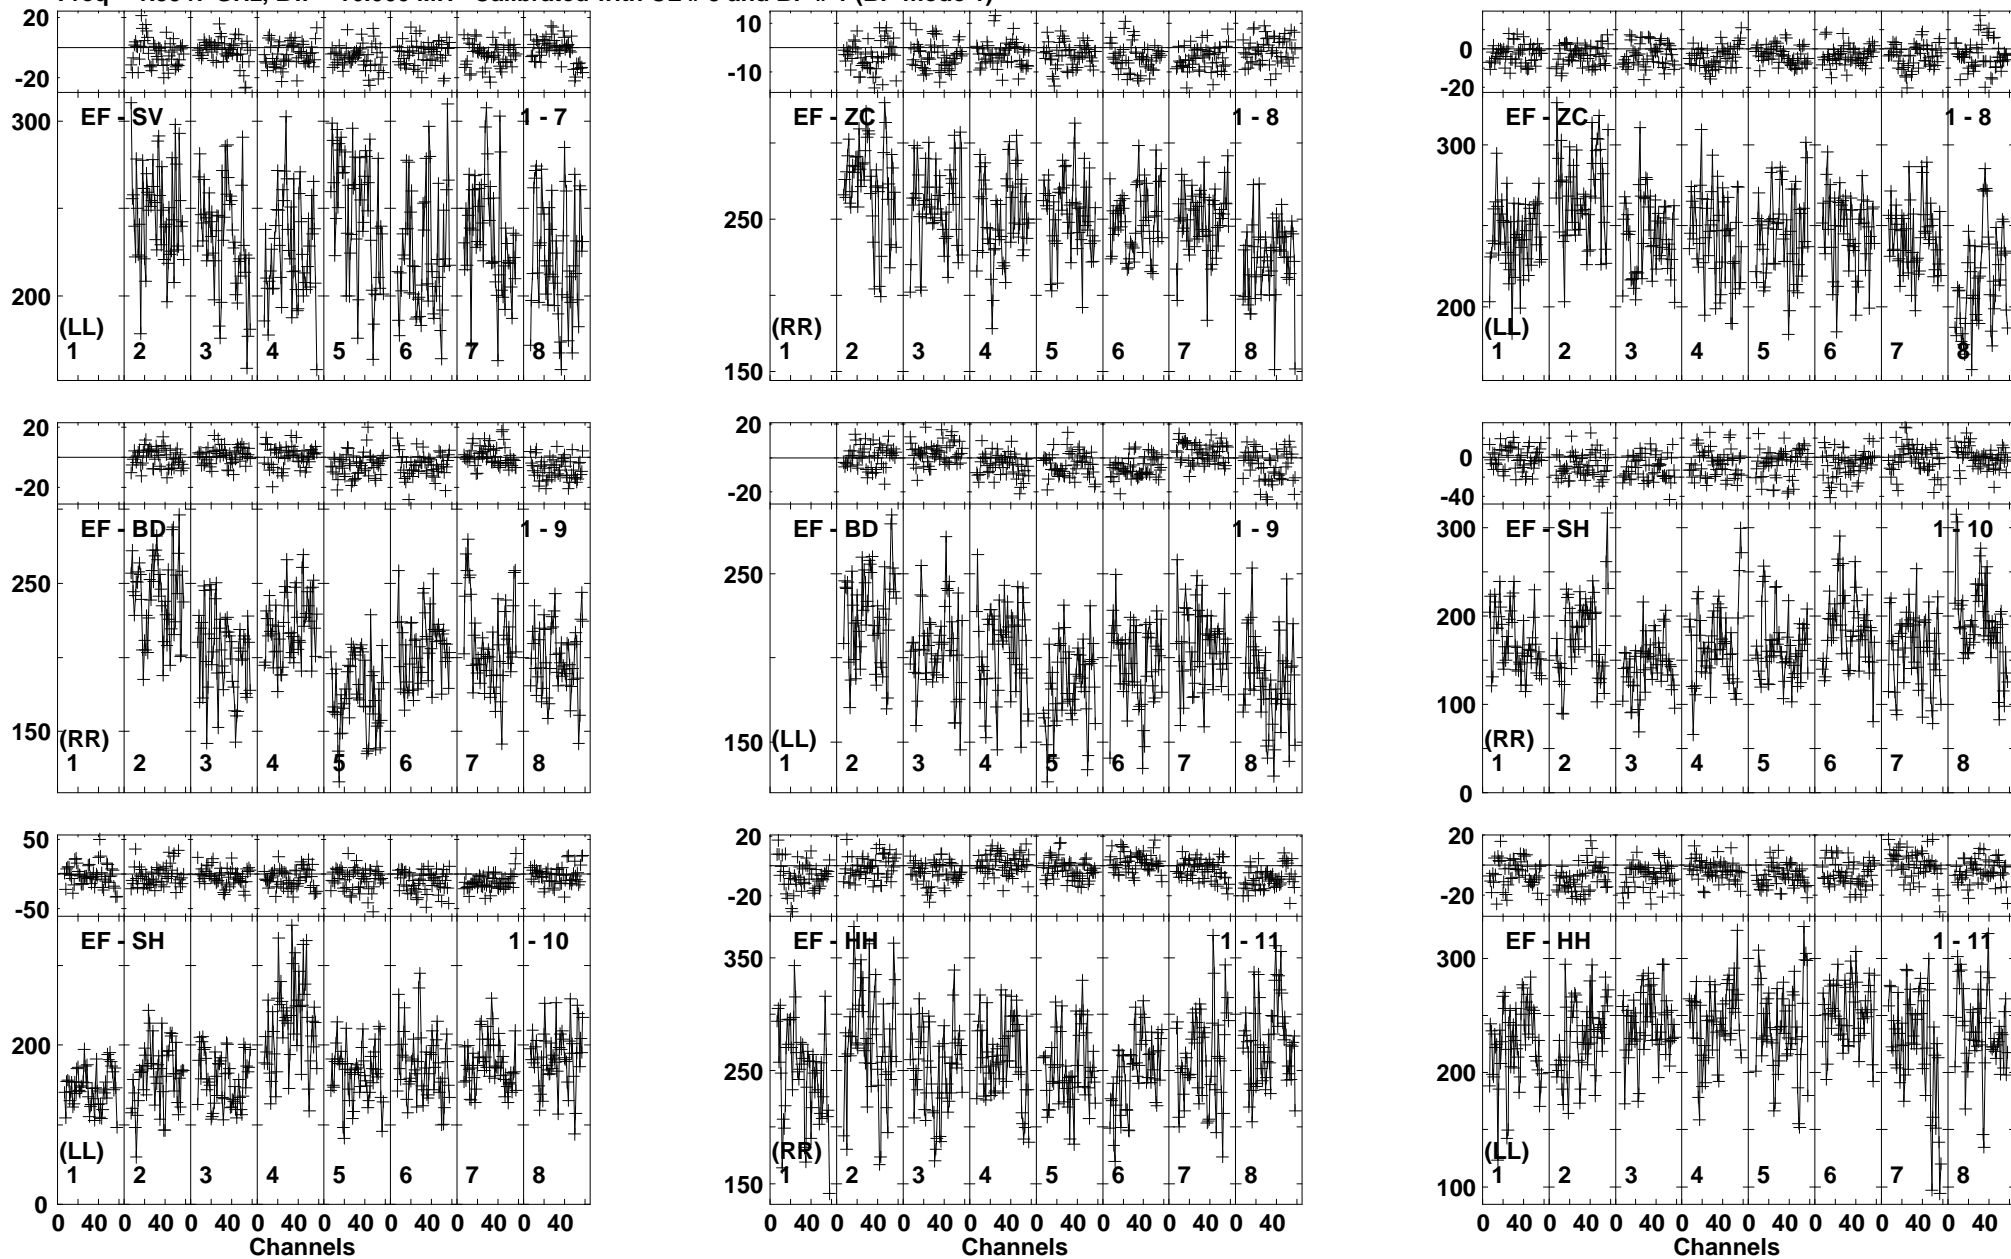 20 10 0
-20 -10 -20
300 EF - SV 1 - 7 EF - ZC 1 - 8 300 EF - ZC 1 - 8
250
200 200
(LL) (RR) (LL)
1 2 3 4 5 6 7 8 150 1 2 3 4 5 6 7 8 1 2 3 4 5 6 7 8
20 20 0
-20 -20 -40
EF - BD 1 - 9 EF - BD 1 - 9 300 EF - SH 1 - 10
250 250 200
150 150 100
(RR) (LL) (RR)
1 2 3 4 5 6 7 8 1 2 3 4 5 6 7 8 1 2 3 4 5 6 7 8
0
50 20 20
-50 -20 -20
EF - SH 1 - 10 350 EF - HH 1 - 11 300 EF - HH 1 - 11
200 250 200
(LL) (RR) (LL)
1 2 3 4 5 6 7 8 150 1 2 3 4 5 6 7 8 100 1 2 3 4 5 6 7 8
0
0 40 0 40 0 40 0 40 0 40 0 40 0 40 0 40 0 40 0 40 0 40 0 40 0 40 0 40 0 40 0 40 0 40 0 40 0 40 0 40 0 40 0 40 0 40 0 40
Channels Channels Channels